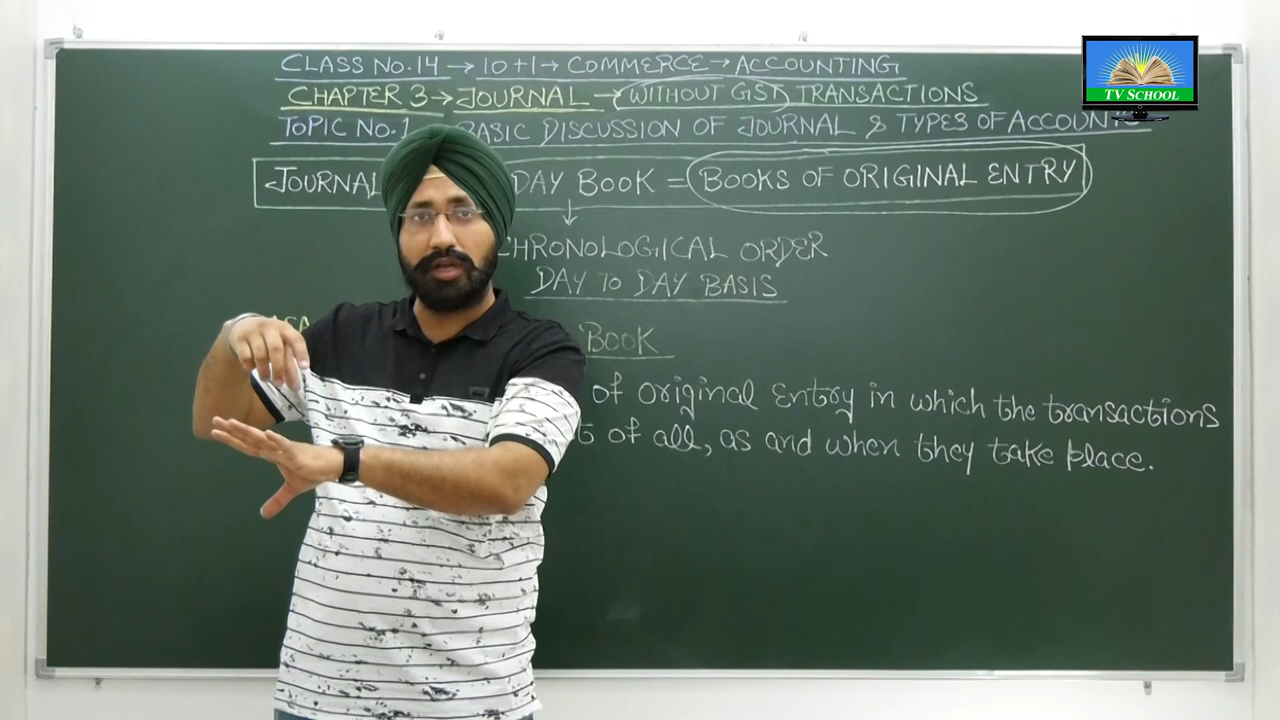 CLASS NO.14 → 10+1 → COMMERCE → ACCOUNTING
CHAPTER 3 → JOURNAL → WITHOUT GST TRANSACTIONS
TOPIC NO.1 BASIC DISCUSSION OF JOURNAL & TYPES OF ACCOUNTS
JOURNAL DAY BOOK = BOOKS OF ORIGINAL ENTRY
CHRONOLOGICAL ORDER
DAY TO DAY BASIS
BOOK
of original Entry in which the transactions
of all, as and when they take place.
TV SCHOOL